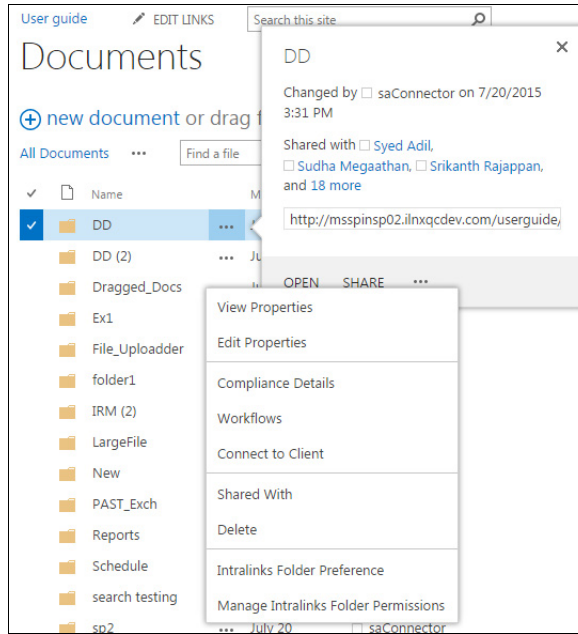 User guide
EDIT LINKS
Search this site
Documents
new document or drag f
All Documents ••• Find a file
Name
M
DD •••
DD (2) ••• Ju
Dragged_Docs
Ex1
File_Uploadder
folder1
IRM (2)
LargeFile
New
PAST_Exch
Reports
Schedule
search testing
sp2 ••• July 20 saConnector
DD
Changed by saConnector on 7/20/2015
3:31 PM
Shared with Syed Adil,
Sudha Megaathan, Srikanth Rajappan,
and 18 more
http://msspinsp02.ilnxqcdev.com/userguide/
OPEN SHARE •••
View Properties
Edit Properties
Compliance Details
Workflows
Connect to Client
Shared With
Delete
Intralinks Folder Preference
Manage Intralinks Folder Permissions